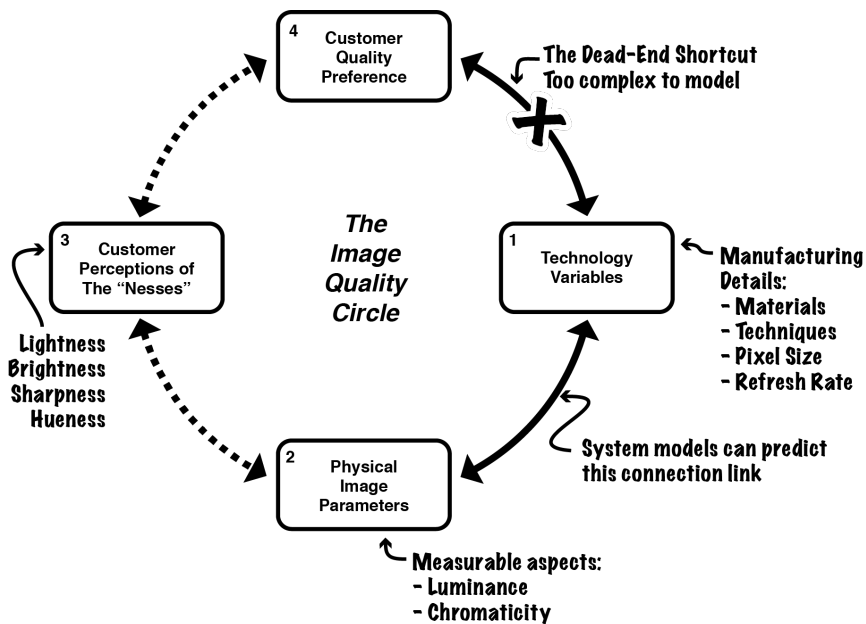 4
Customer
Quality
Preference
The Dead-End Shortcut
Too complex to model
3
Customer
Perceptions of
The “Nesses”
The
Image
Quality
Circle
1
Technology
Variables
Manufacturing
Details:
- Materials
- Techniques
- Pixel Size
- Refresh Rate
Lightness
Brightness
Sharpness
Hueness
2
Physical
Image
Parameters
System models can predict
this connection link
Measurable aspects:
- Luminance
- Chromaticity